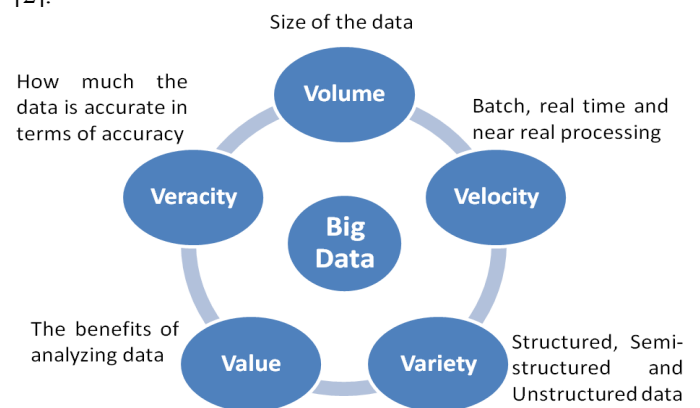 [2].
Size of the data
Volume
How much the
data is accurate in
terms of accuracy
Batch, real time and
near real processing
Veracity
Velocity
Big
Data
The benefits of
analyzing data
Value
Variety
Structured, Semi-
structured and
Unstructured data